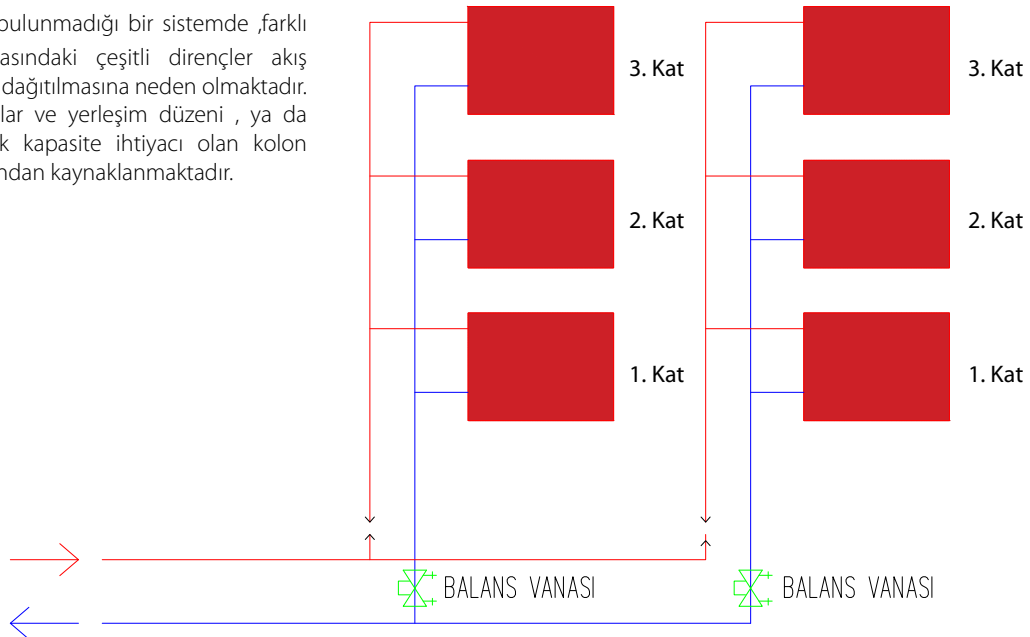 bulunmadığı bir sistemde ,farklı
asındaki çeşitli dirençler akış
dağıtılmasına neden olmaktadır.
lar ve yerleşim düzeni , ya da
k kapasite ihtiyacı olan kolon
ından kaynaklanmaktadır.
3. Kat
3. Kat
2. Kat
2. Kat
1. Kat
1. Kat
BALANS VANASI
BALANS VANASI